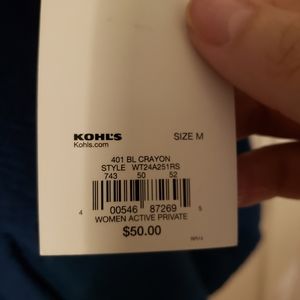 KOHL'S
Kohls.com
SIZE M
401 BL CRAYON
STYLE WT24A251RS
743 50 52
4 00546 87269 5
WOMEN ACTIVE PRIVATE
$50.00